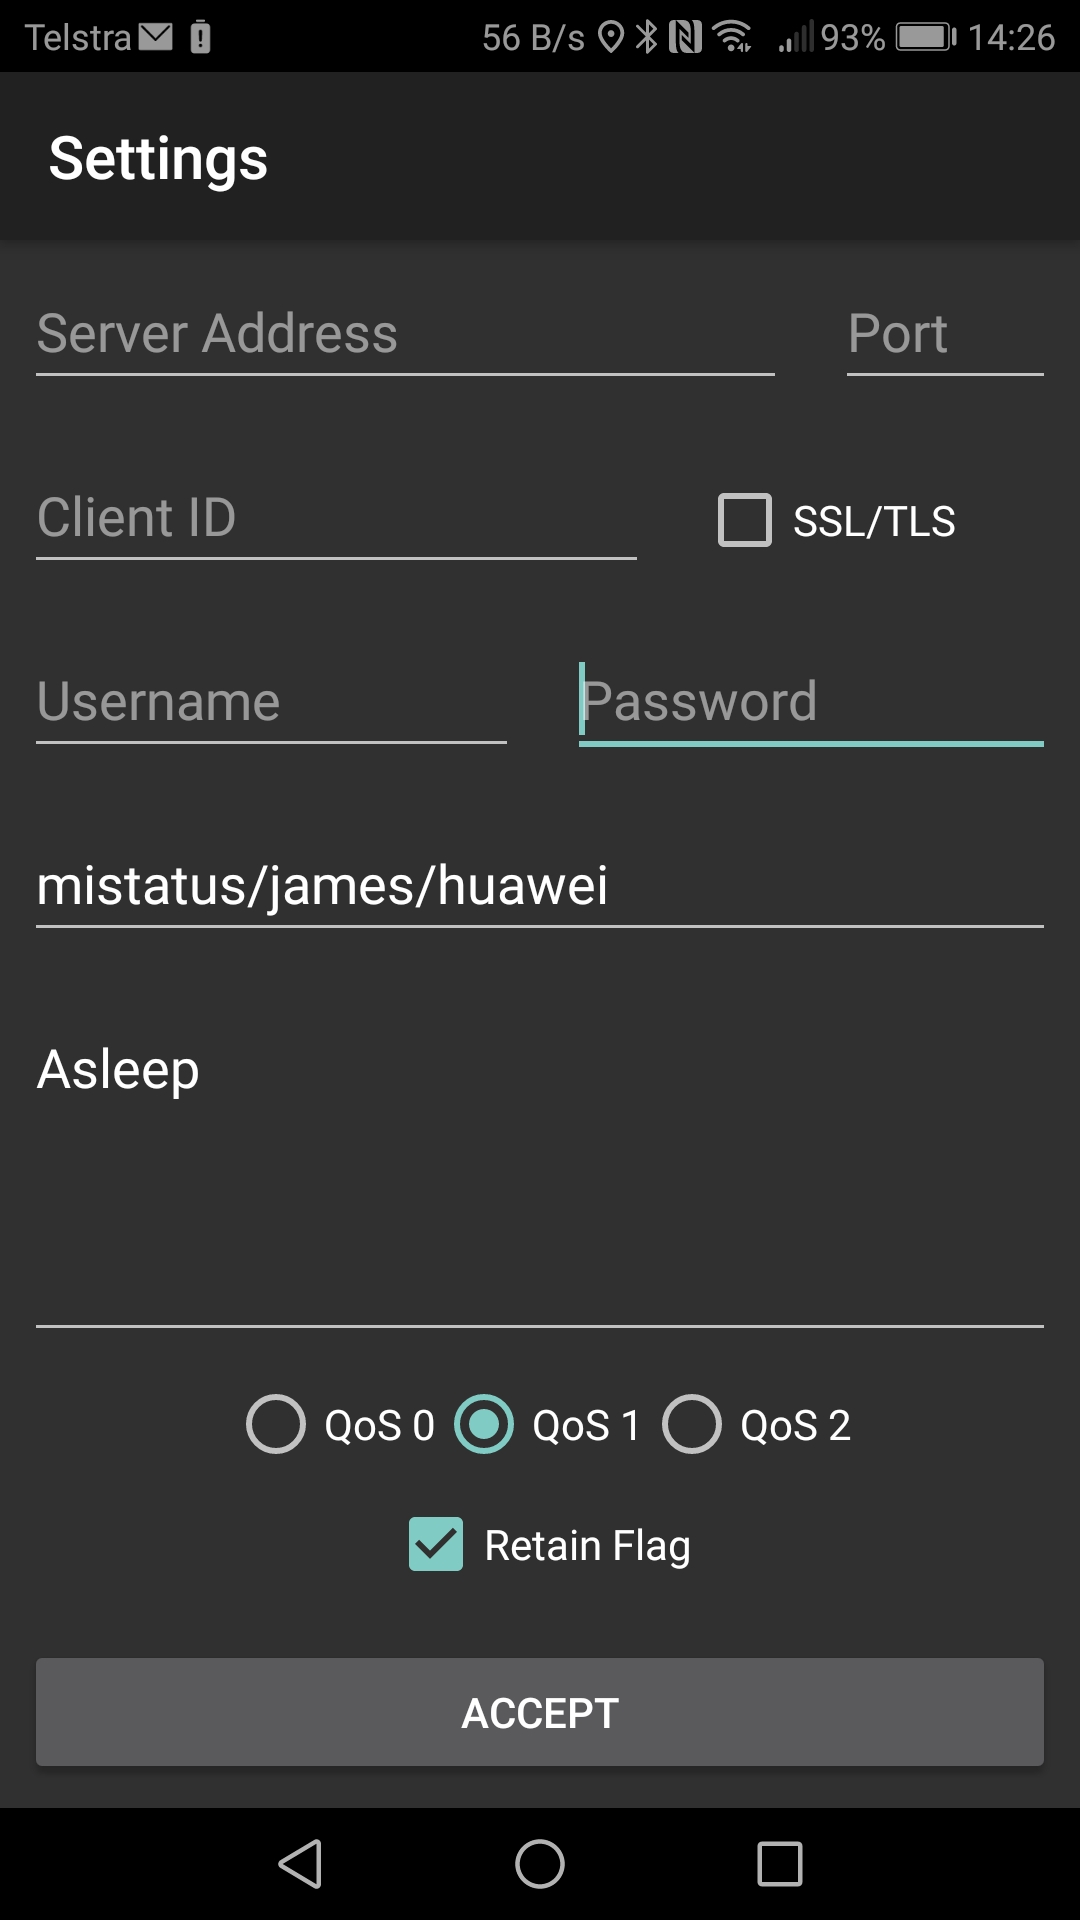 Telstra 56 B/s 93% 14:26
Settings
Server Address Port
Client ID SSL/TLS
Username Password
mistatus/james/huawei
Asleep
QoS 0 QoS 1 QoS 2
Retain Flag
ACCEPT